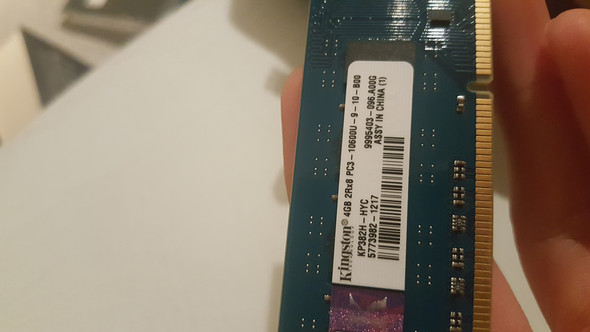 Kingston® 4GB 2Rx8 PC3-10600U-9-10-B00
9995403-096.A00G
ASSY IN CHINA (1)
KP382H-HYC
5773982-1217